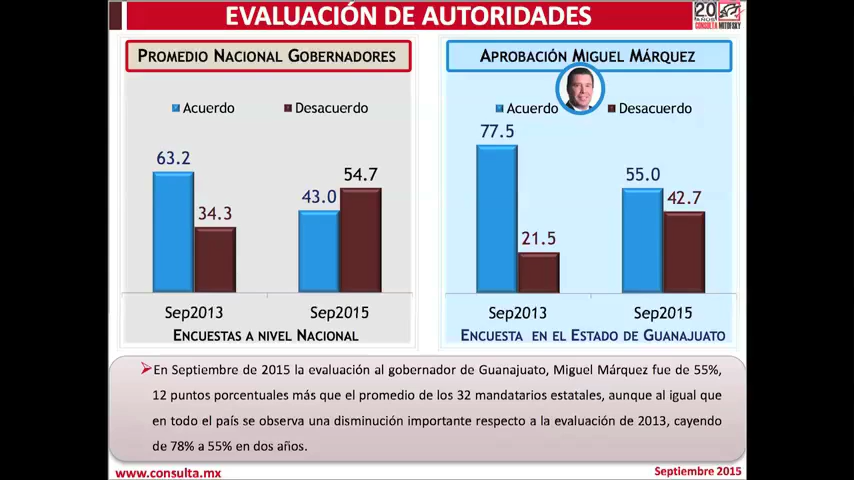 EVALUACIÓN DE AUTORIDADES
20
AÑOS
CONSULTA MITOFSKY
PROMEDIO NACIONAL GOBERNADORES
Acuerdo
Desacuerdo
63.2
34.3
43.0
54.7
Sep2013
Sep2015
ENCUESTAS A NIVEL NACIONAL
APROBACIÓN MIGUEL MÁRQUEZ
Acuerdo
Desacuerdo
77.5
21.5
55.0
42.7
Sep2013
Sep2015
ENCUESTA EN EL ESTADO DE GUANAJUATO
En Septiembre de 2015 la evaluación al gobernador de Guanajuato, Miguel Márquez fue de 55%,
12 puntos porcentuales más que el promedio de los 32 mandatarios estatales, aunque al igual que
en todo el país se observa una disminución importante respecto a la evaluación de 2013, cayendo
de 78% a 55% en dos años.
www.consulta.mx
Septiembre 2015